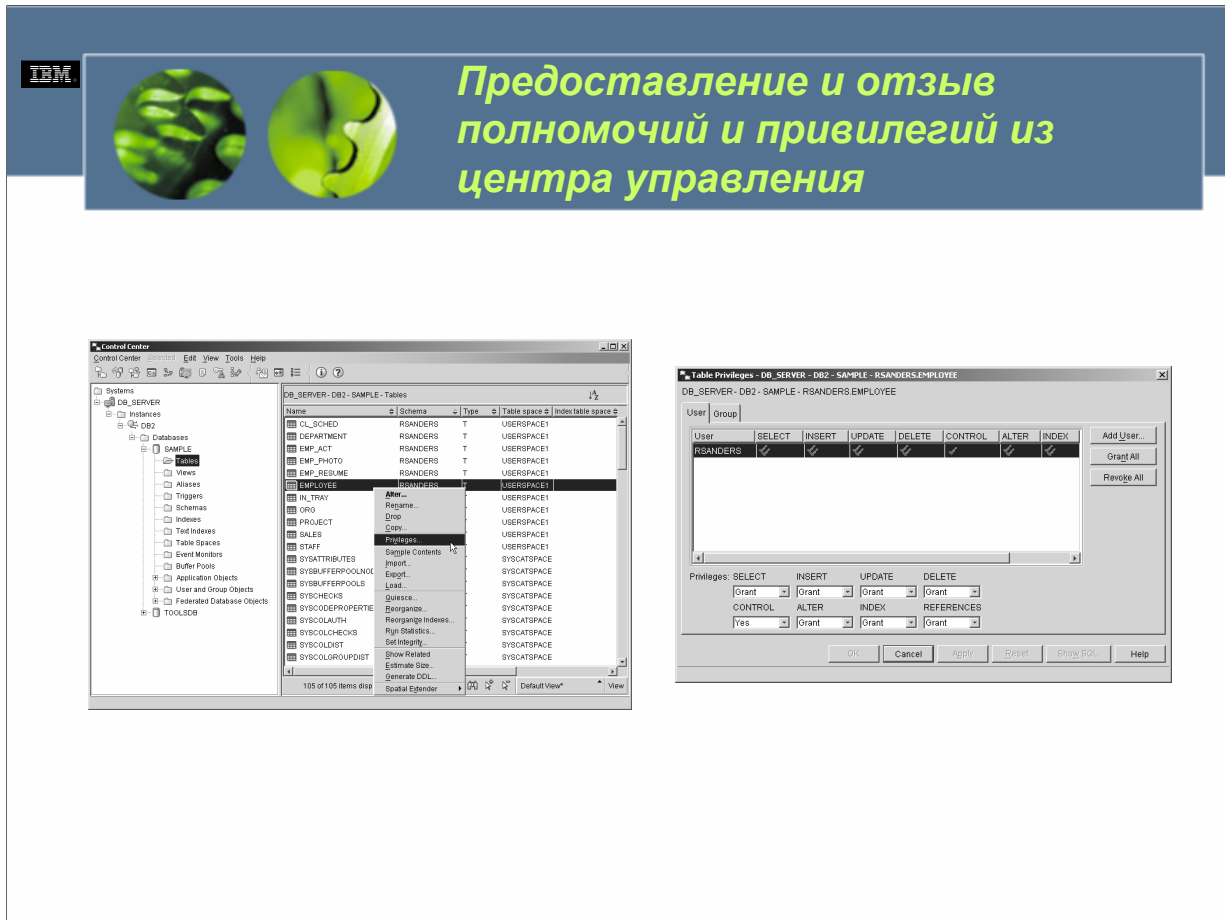 IBM
Предоставление и отзыв
полномочий и привилегий из
центра управления
Control Center
Control Center Selected Edit View Tools Help
Systems
DB_SERVER
Instances
DB2
Databases
SAMPLE
Tables
Views
Aliases
Triggers
Schemas
Indexes
Text Indexes
Table Spaces
Event Monitors
Buffer Pools
Application Objects
User and Group Objects
Federated Database Objects
TOOLSDB
DB_SERVER - DB2 - SAMPLE - Tables
Name Schema Type Table space Index table space
CL_SCHED RSANDERS T USERSPACE1
DEPARTMENT RSANDERS T USERSPACE1
EMP_ACT RSANDERS T USERSPACE1
EMP_PHOTO RSANDERS T USERSPACE1
EMP_RESUME RSANDERS T USERSPACE1
EMPLOYEE RSANDERS T USERSPACE1
IN_TRAY USERSPACE1
ORG USERSPACE1
PROJECT USERSPACE1
SALES USERSPACE1
STAFF USERSPACE1
SYSATTRIBUTES SYSCATSPACE
SYSBUFFERPOOLNOD SYSCATSPACE
SYSBUFFERPOOLS SYSCATSPACE
SYSCHECKS SYSCATSPACE
SYSCODEPROPERTIE SYSCATSPACE
SYSCOLAUTH SYSCATSPACE
SYSCOLCHECKS SYSCATSPACE
SYSCOLDIST SYSCATSPACE
SYSCOLGROUPDIST SYSCATSPACE
105 of 105 items disp Default View* View
Alter...
Rename...
Drop
Copy...
Privileges...
Sample Contents
Import...
Export...
Load...
Quiesce...
Reorganize...
Reorganize Indexes...
Run Statistics...
Set Integrity...
Show Related
Estimate Size...
Generate DDL...
Spatial Extender
Table Privileges - DB_SERVER - DB2 - SAMPLE - RSANDERS.EMPLOYEE
DB_SERVER - DB2 - SAMPLE - RSANDERS.EMPLOYEE
User Group
User SELECT INSERT UPDATE DELETE CONTROL ALTER INDEX
RSANDERS
Add User...
Grant All
Revoke All
Privileges: SELECT INSERT UPDATE DELETE
Grant Grant Grant Grant
CONTROL ALTER INDEX REFERENCES
Yes Grant Grant Grant
OK Cancel Apply Reset Show SQL Help